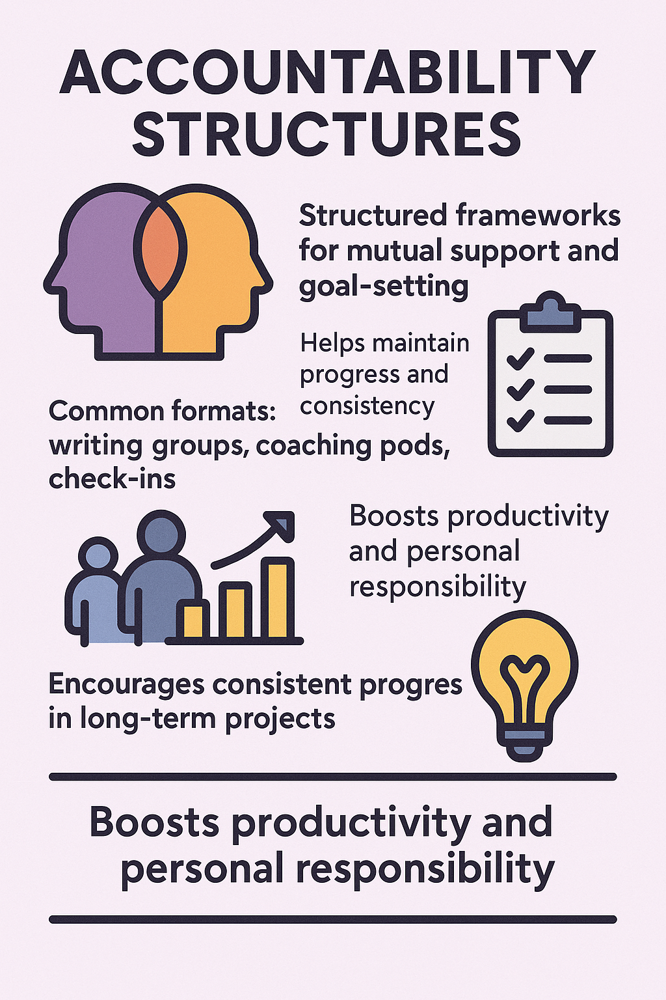 ACCOUNTABILITY
STRUCTURES
Structured frameworks
for mutual support and
goal-setting
Helps maintain
progress and
consistency
Common formats:
writing groups, coaching pods,
check-ins
Boosts productivity
and personal
responsibility
Encourages consistent progres
in long-term projects
Boosts productivity and
personal responsibility